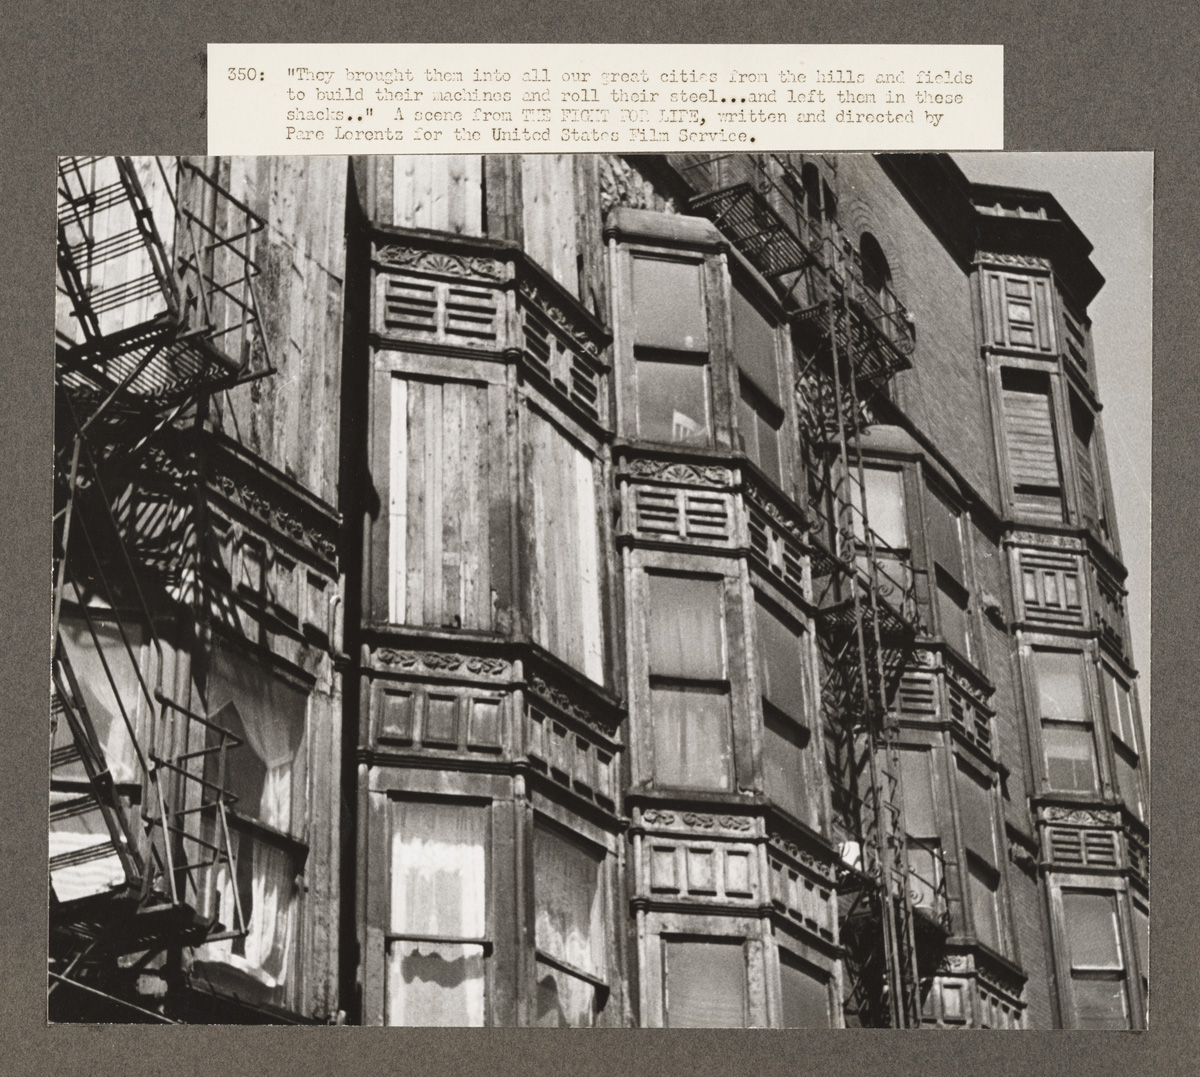 350: "They brought them into all our great cities from the hills and fields
to build their machines and roll their steel...and left them in these
shacks.." A scene from THE FIGHT FOR LIFE, written and directed by
Pare Lorentz for the United States Film Service.